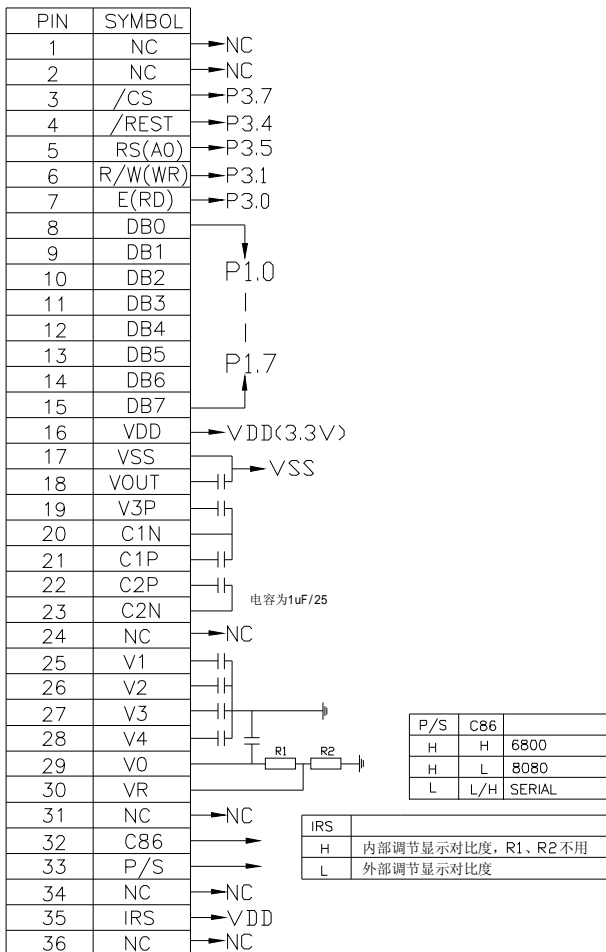 PIN SYMBOL
1 NC NC
2 NC NC
3 /CS P3.7
4 /REST P3.4
5 RS(A0) P3.5
6 R/W(WR) P3.1
7 E(RD) P3.0
8 DB0
9 DB1
10 DB2 P1.0
11 DB3
12 DB4
13 DB5 P1.7
14 DB6
15 DB7
16 VDD VDD(3.3V)
17 VSS VSS
18 VOUT
19 V3P
20 C1N
21 C1P
22 C2P
23 C2N 电容为1uF/25
24 NC NC
25 V1
26 V2
27 V3
28 V4
29 V0 R1 R2
30 VR
31 NC NC
32 C86
33 P/S
34 NC NC
35 IRS VDD
36 NC NC
P/S C86
H H 6800
H L 8080
L L/H SERIAL
IRS
H 内部调节显示对比度，R1、R2不用
L 外部调节显示对比度